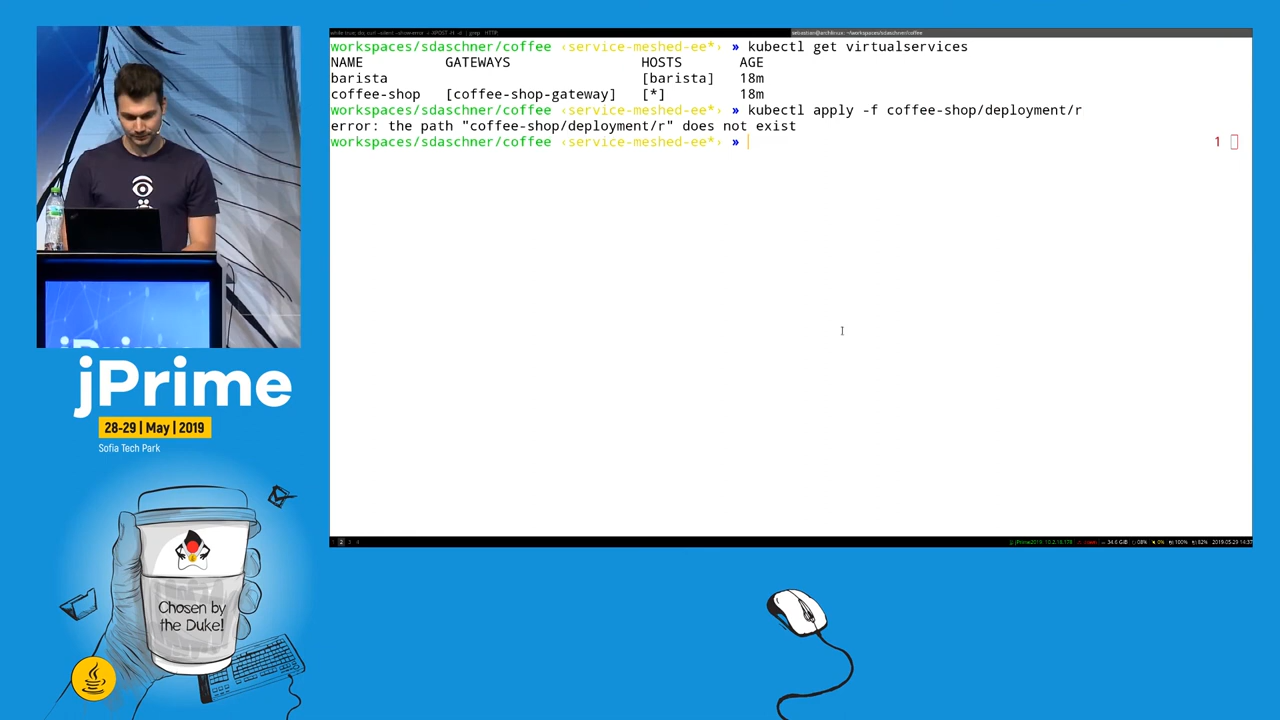 workspaces/sdaschner/coffee ‹service-meshed-ee*› » kubectl get virtualservices
NAME GATEWAYS HOSTS AGE
barista [barista] 18m
coffee-shop [coffee-shop-gateway] [*] 18m
workspaces/sdaschner/coffee ‹service-meshed-ee*› » kubectl apply -f coffee-shop/deployment/r
error: the path "coffee-shop/deployment/r" does not exist
workspaces/sdaschner/coffee ‹service-meshed-ee*› » 1
jPrime
jPrime
28-29 | May | 2019
Sofia Tech Park
Chosen by
the Duke!